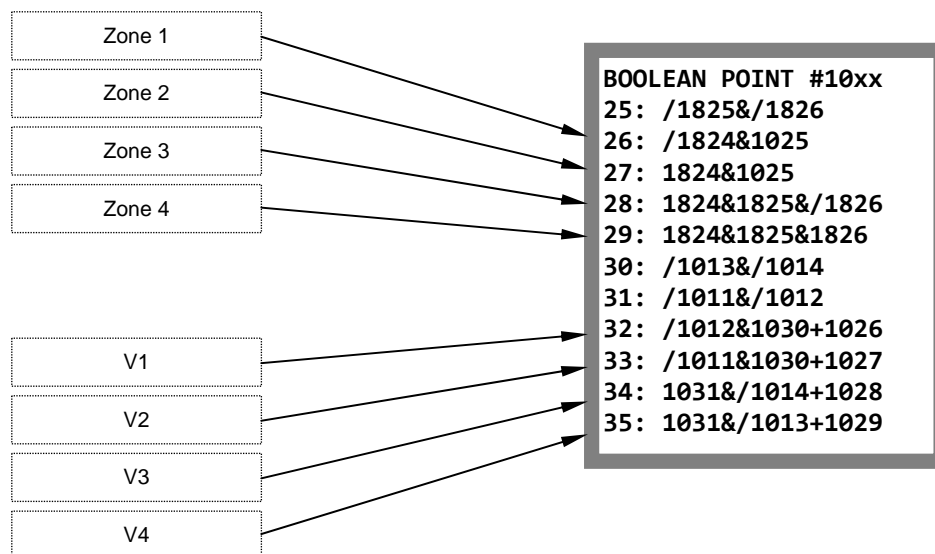 Zone 1
Zone 2
Zone 3
Zone 4
V1
V2
V3
V4
BOOLEAN POINT #10xx
25: /1825&/1826
26: /1824&1025
27: 1824&1025
28: 1824&1825&/1826
29: 1824&1825&1826
30: /1013&/1014
31: /1011&/1012
32: /1012&1030+1026
33: /1011&1030+1027
34: 1031&/1014+1028
35: 1031&/1013+1029